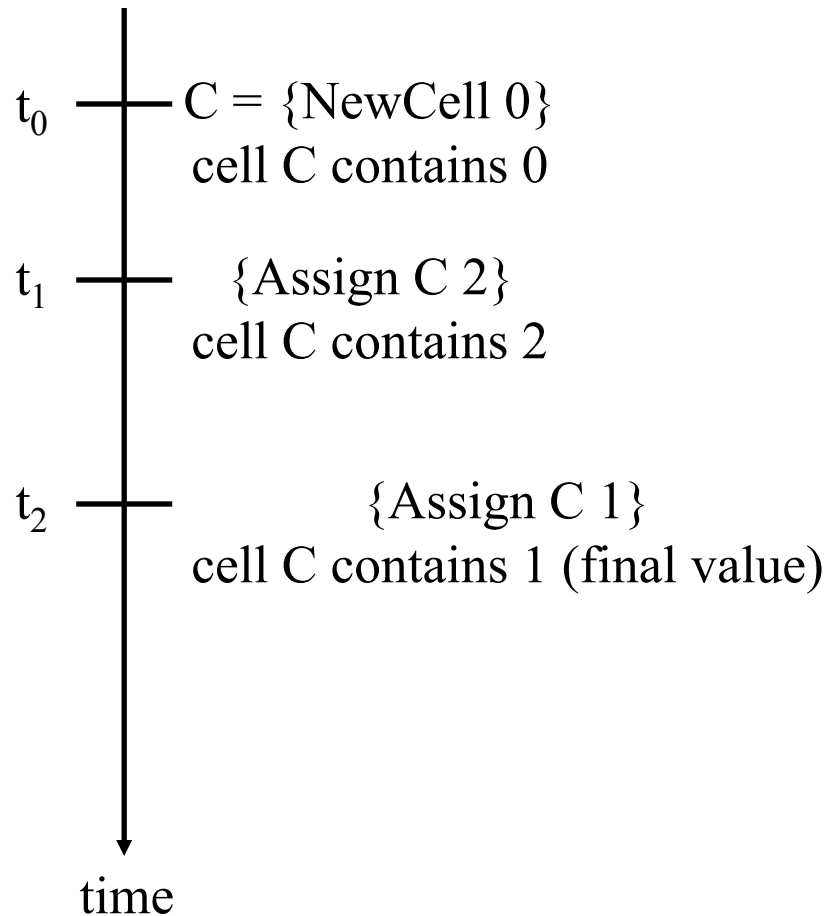 t₀ C = {NewCell 0}
cell C contains 0
t₁ {Assign C 2}
cell C contains 2
t₂ {Assign C 1}
cell C contains 1 (final value)
time